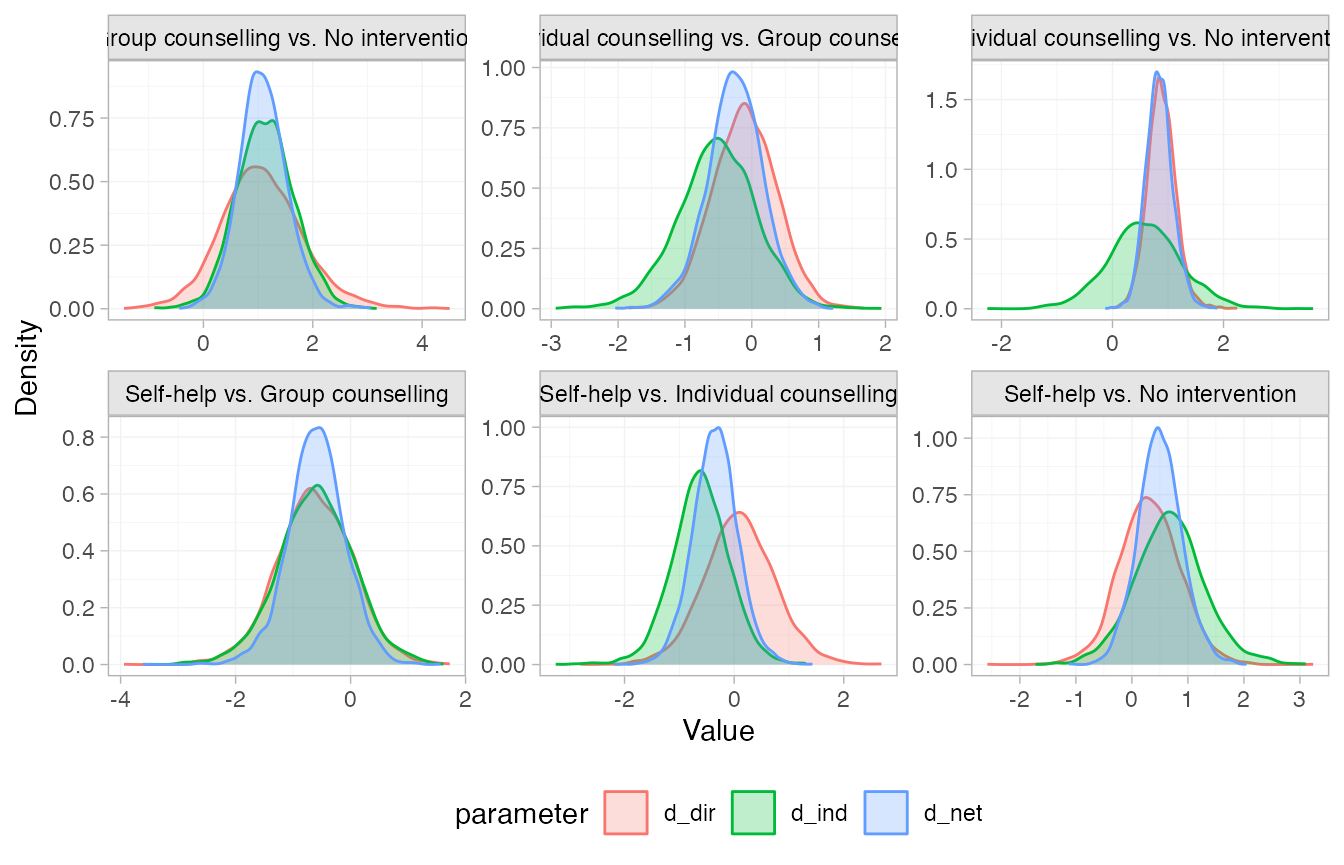 Group counselling vs. No intervention
vidual counselling vs. Group counse
ividual counselling vs. No intervent
0.75
0.50
0.25
0.00
0 2 4
1.00
0.75
0.50
0.25
0.00
-3 -2 -1 0 1 2
1.5
1.0
0.5
0.0
-2 0 2
Density
Self-help vs. Group counselling
Self-help vs. Individual counselling
Self-help vs. No intervention
0.8
0.6
0.4
0.2
0.0
-4 -2 0 2
1.00
0.75
0.50
0.25
0.00
-2 0 2
1.00
0.75
0.50
0.25
0.00
-2 -1 0 1 2 3
Value
parameter d_dir d_ind d_net